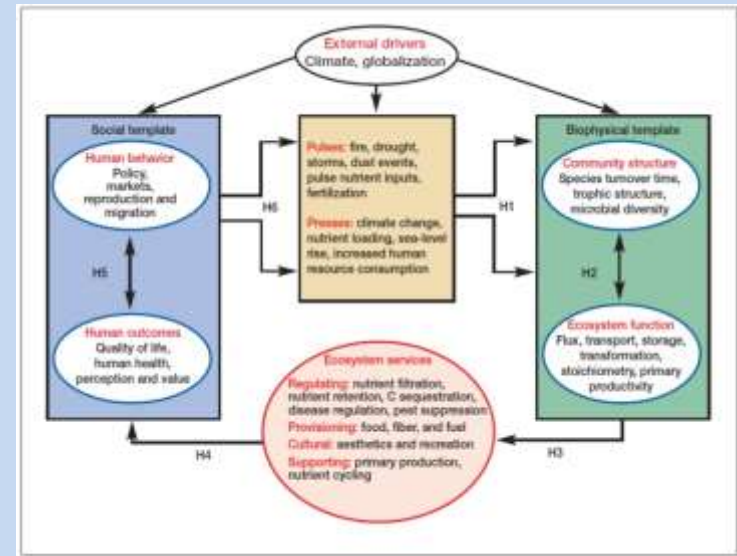 External drivers
Climate, globalization
Social template
Human behavior
Policy,
markets,
reproduction and
migration
H5
Human outcomes
Quality of life,
human health,
perception and value
H6
Pulses: fire, drought,
storms, dust events,
pulse nutrient inputs,
fertilization
Presses: climate change,
nutrient loading, sea-level
rise, increased human
resource consumption
H1
Biophysical template
Community structure
Species turnover time,
trophic structure,
microbial diversity
H2
Ecosystem function
Flux, transport, storage,
transformation,
stoichiometry, primary
productivity
Ecosystem services
Regulating: nutrient filtration,
nutrient retention, C sequestration,
disease regulation, pest suppression
Provisioning: food, fiber, and fuel
Cultural: aesthetics and recreation
Supporting: primary production,
nutrient cycling
H4
H3